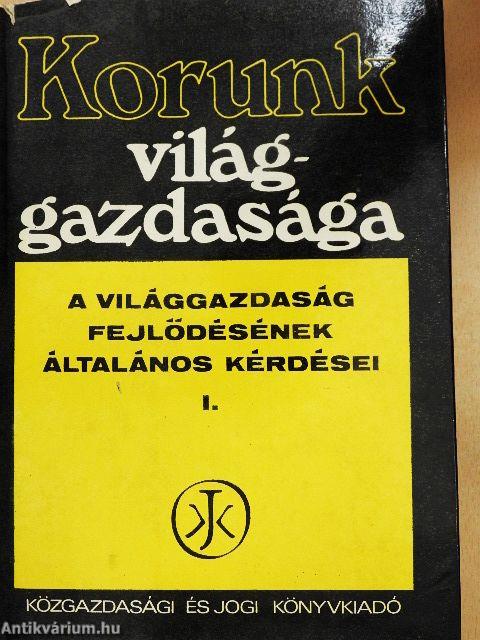 Korunk
világ-
gazdasága
A VILÁGGAZDASÁG
FEJLŐDÉSÉNEK
ÁLTALÁNOS KÉRDÉSEI
I.
KJK
KÖZGAZDASÁGI ÉS JOGI KÖNYVKIADÓ
Antikvárium.hu